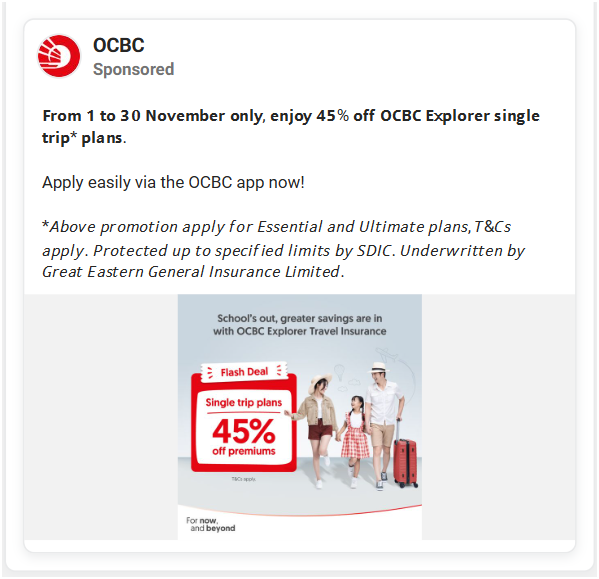 OCBC
Sponsored
From 1 to 30 November only, enjoy 45% off OCBC Explorer single
trip* plans.
Apply easily via the OCBC app now!
*Above promotion apply for Essential and Ultimate plans,T&Cs
apply. Protected up to specified limits by SDIC. Underwritten by
Great Eastern General Insurance Limited.
School's out, greater savings are in
with OCBC Explorer Travel Insurance
Flash Deal
Single trip plans
45%
off premiums
T&Cs apply.
For now,
and beyond